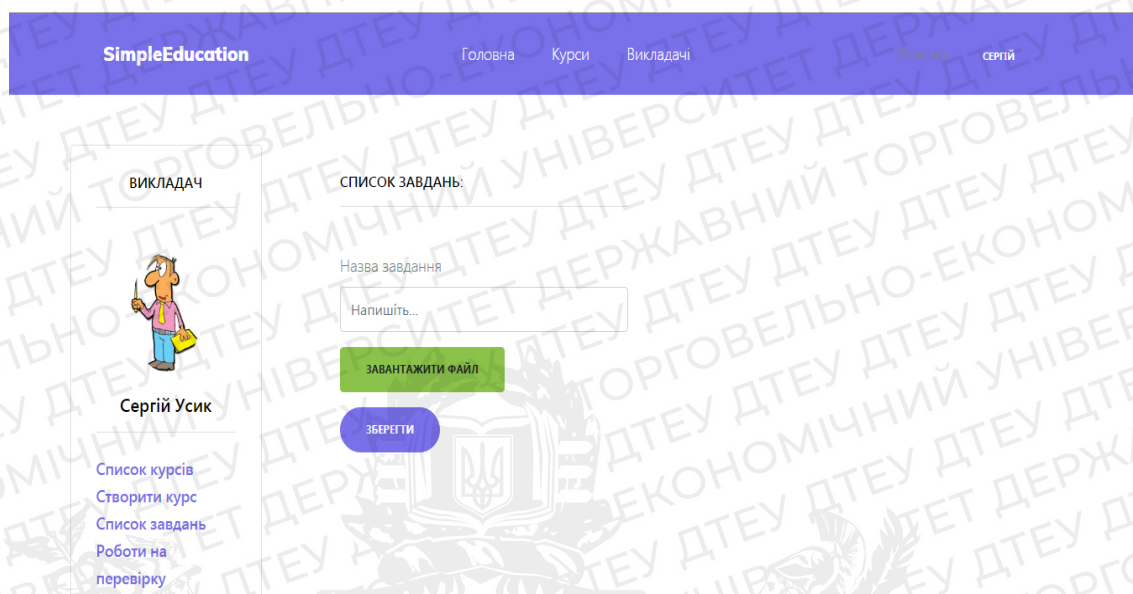 SimpleEducation
Головна Курси Викладачі
СЕРГІЙ
ВИКЛАДАЧ
Сергій Усик
Список курсів
Створити курс
Список завдань
Роботи на
перевірку
СПИСОК ЗАВДАНЬ:
Назва завдання
Напишіть...
ЗАВАНТАЖИТИ ФАЙЛ
ЗБЕРЕГТИ